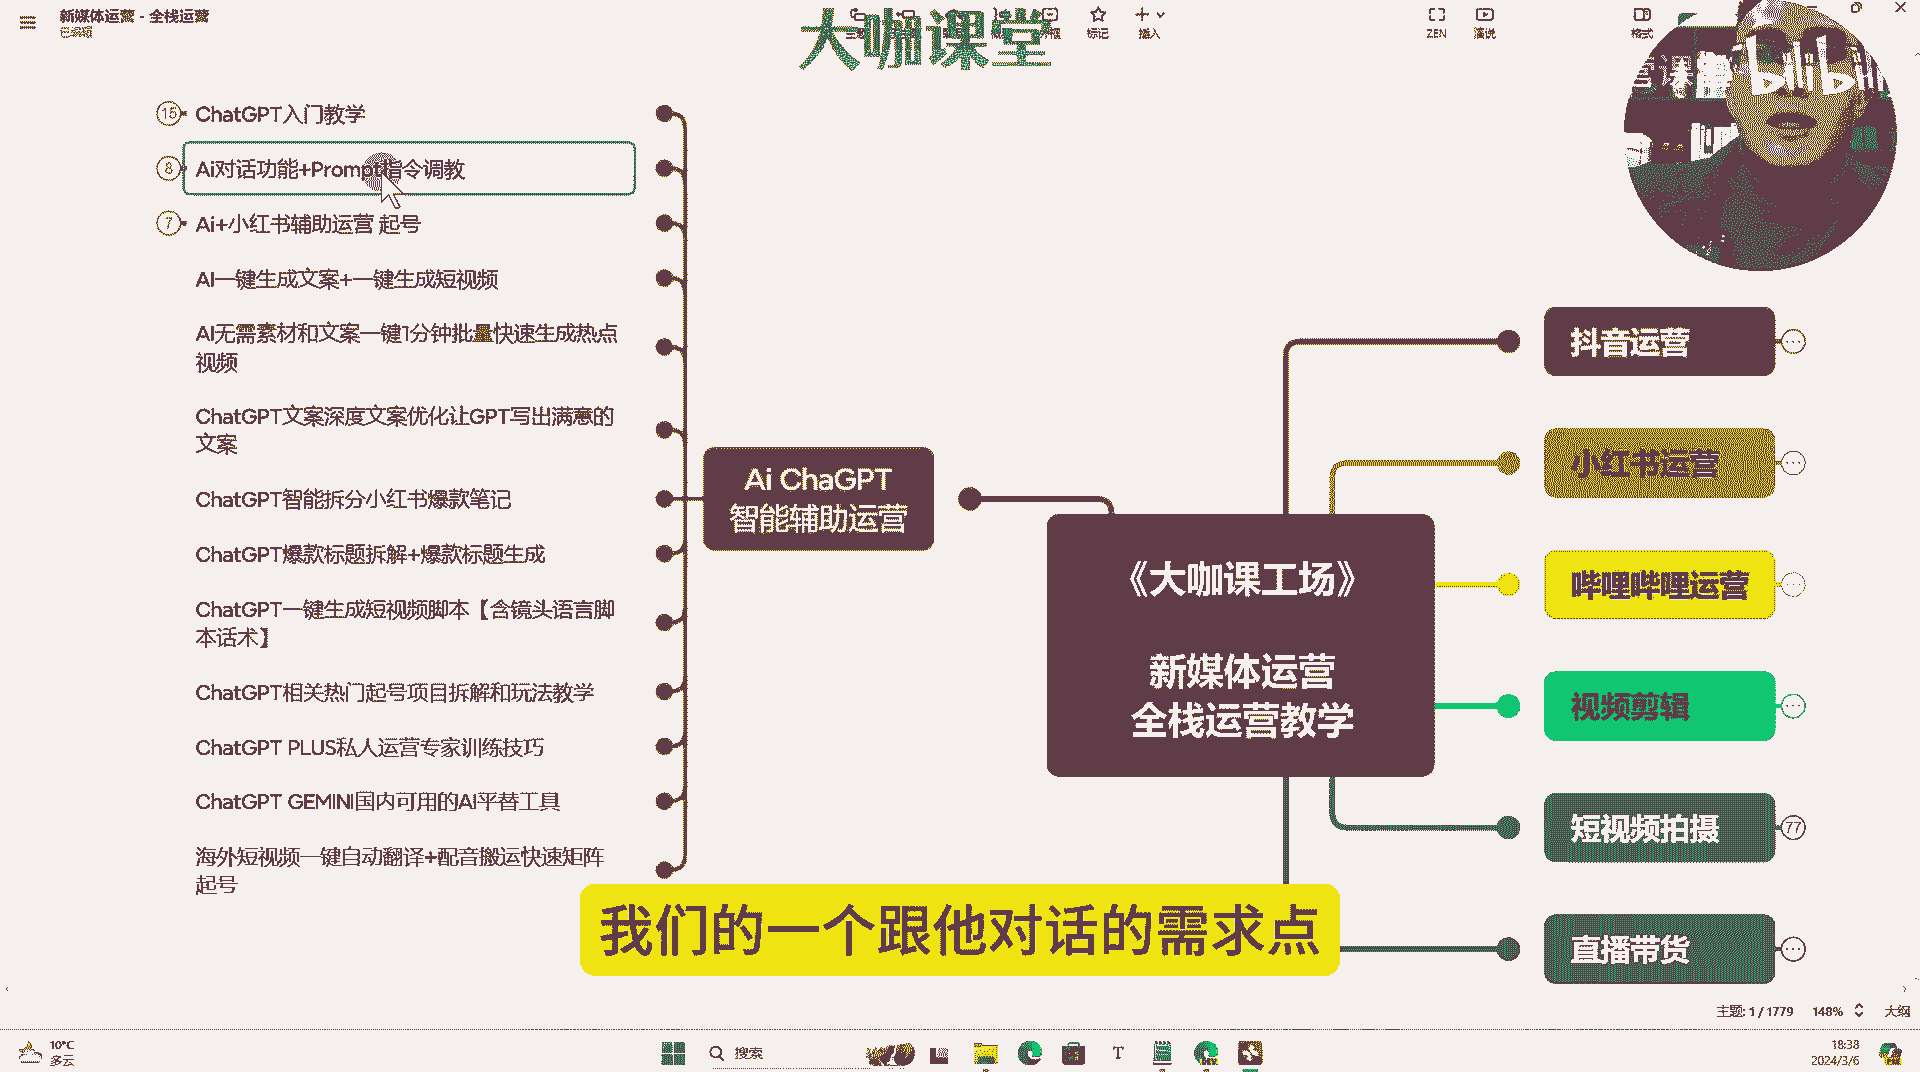 新媒体运营 - 全栈运营
已编辑
大咖课堂
标记
插入
ZEN
演说
格式
bilibili
15
ChatGPT入门教学
8
Ai对话功能+Prompt指令调教
7
Ai+小红书辅助运营 起号
AI一键生成文案+一键生成短视频
AI无需素材和文案一键1分钟批量快速生成热点
视频
ChatGPT文案深度文案优化让GPT写出满意的
文案
ChatGPT智能拆分小红书爆款笔记
ChatGPT爆款标题拆解+爆款标题生成
ChatGPT一键生成短视频脚本【含镜头语言脚
本话术】
ChatGPT相关热门起号项目拆解和玩法教学
ChatGPT PLUS私人运营专家训练技巧
ChatGPT GEMINI国内可用的AI平替工具
海外短视频一键自动翻译+配音搬运快速矩阵
起号
Ai ChaGPT
智能辅助运营
《大咖课工场》
新媒体运营
全栈运营教学
抖音运营
小红书运营
哔哩哔哩运营
视频剪辑
短视频拍摄
77
直播带货
我们的一个跟他对话的需求点
主题: 1 / 1779
148%
大纲
10°C
多云
搜索
18:38
2024/3/6